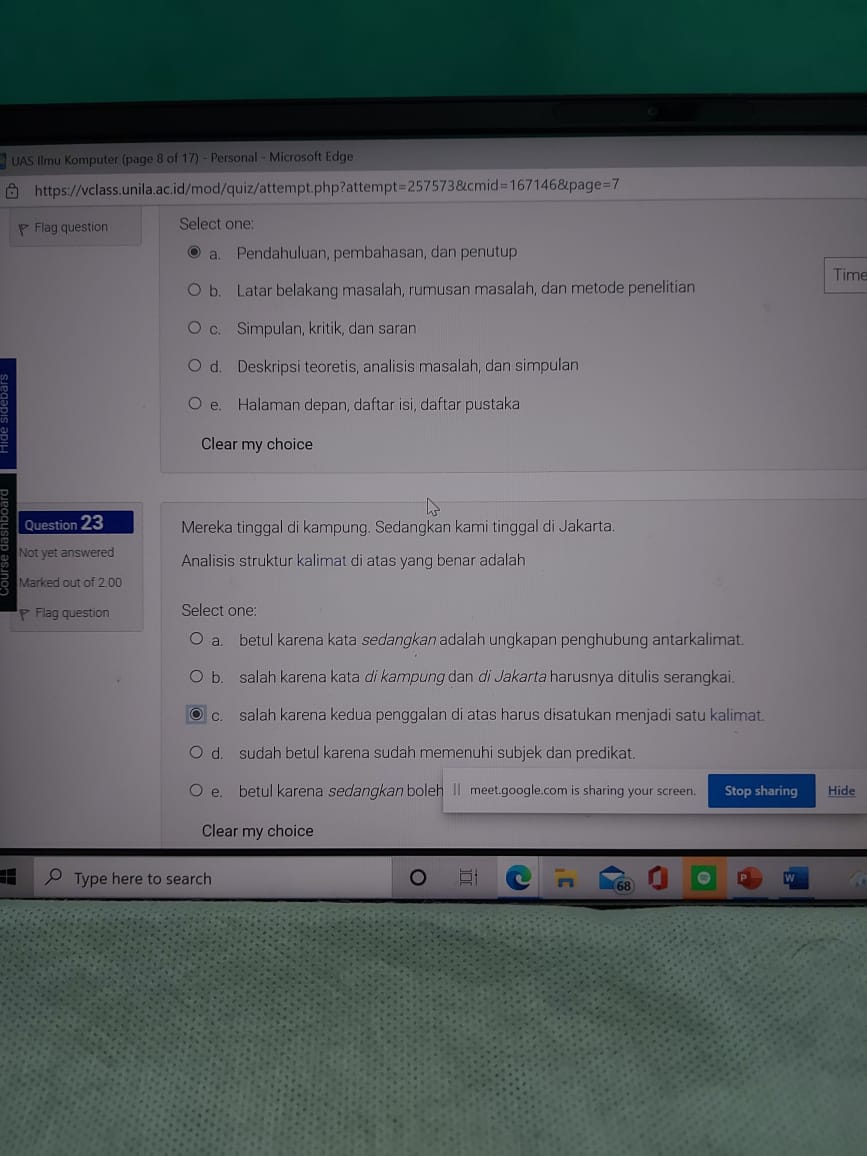 UAS Ilmu Komputer (page 8 of 17) - Personal - Microsoft Edge
https://vclass.unila.ac.id/mod/quiz/attempt.php?attempt=257573&cmid=167146&page=7
Flag question
Select one:
a. Pendahuluan, pembahasan, dan penutup
Time
b. Latar belakang masalah, rumusan masalah, dan metode penelitian
c. Simpulan, kritik, dan saran
d. Deskripsi teoretis, analisis masalah, dan simpulan
e. Halaman depan, daftar isi, daftar pustaka
Clear my choice
Hide sidebars
Course dashboard
Question 23
Not yet answered
Marked out of 2.00
Flag question
Mereka tinggal di kampung. Sedangkan kami tinggal di Jakarta.
Analisis struktur kalimat di atas yang benar adalah
Select one:
a. betul karena kata sedangkan adalah ungkapan penghubung antarkalimat.
b. salah karena kata di kampung dan di Jakarta harusnya ditulis serangkai.
c. salah karena kedua penggalan di atas harus disatukan menjadi satu kalimat.
d. sudah betul karena sudah memenuhi subjek dan predikat.
e. betul karena sedangkan boleh
meet.google.com is sharing your screen. Stop sharing Hide
Clear my choice
Type here to search
68
P
W